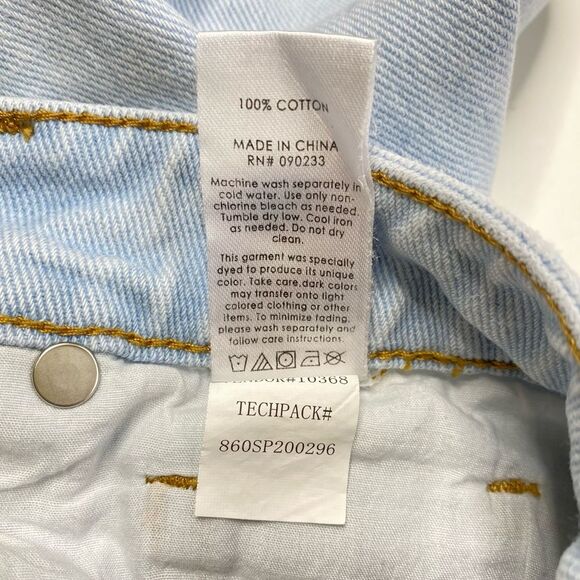 100% COTTON
MADE IN CHINA
RN# 090233
Machine wash separately in
cold water. Use only non-
chlorine bleach as needed.
Tumble dry low. Cool iron
as needed. Do not dry
clean.
This garment was specially
dyed to produce its unique
color. Take care,dark colors
may transfer onto light
colored clothing or other
items. To minimize fading,
please wash separately and
follow care instructions.
VENDOR#10368
TECHPACK#
860SP200296